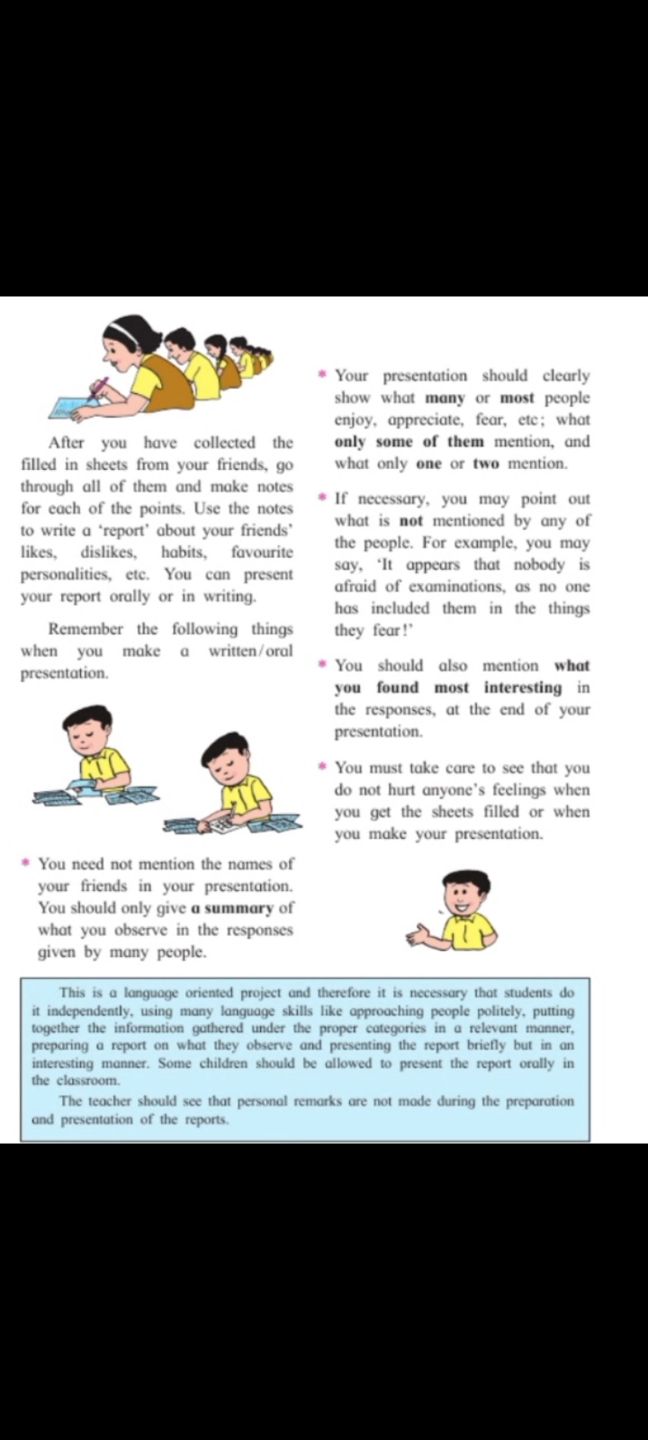 After you have collected the
filled in sheets from your friends, go
through all of them and make notes
for each of the points. Use the notes
to write a ‘report’ about your friends’
likes, dislikes, habits, favourite
personalities, etc. You can present
your report orally or in writing.
Remember the following things
when you make a written/oral
presentation.
* You need not mention the names of
your friends in your presentation.
You should only give a summary of
what you observe in the responses
given by many people.
* Your presentation should clearly
show what many or most people
enjoy, appreciate, fear, etc; what
only some of them mention, and
what only one or two mention.
* If necessary, you may point out
what is not mentioned by any of
the people. For example, you may
say, ‘It appears that nobody is
afraid of examinations, as no one
has included them in the things
they fear!’
* You should also mention what
you found most interesting in
the responses, at the end of your
presentation.
* You must take care to see that you
do not hurt anyone’s feelings when
you get the sheets filled or when
you make your presentation.
This is a language oriented project and therefore it is necessary that students do
it independently, using many language skills like approaching people politely, putting
together the information gathered under the proper categories in a relevant manner,
preparing a report on what they observe and presenting the report briefly but in an
interesting manner. Some children should be allowed to present the report orally in
the classroom.
The teacher should see that personal remarks are not made during the preparation
and presentation of the reports.